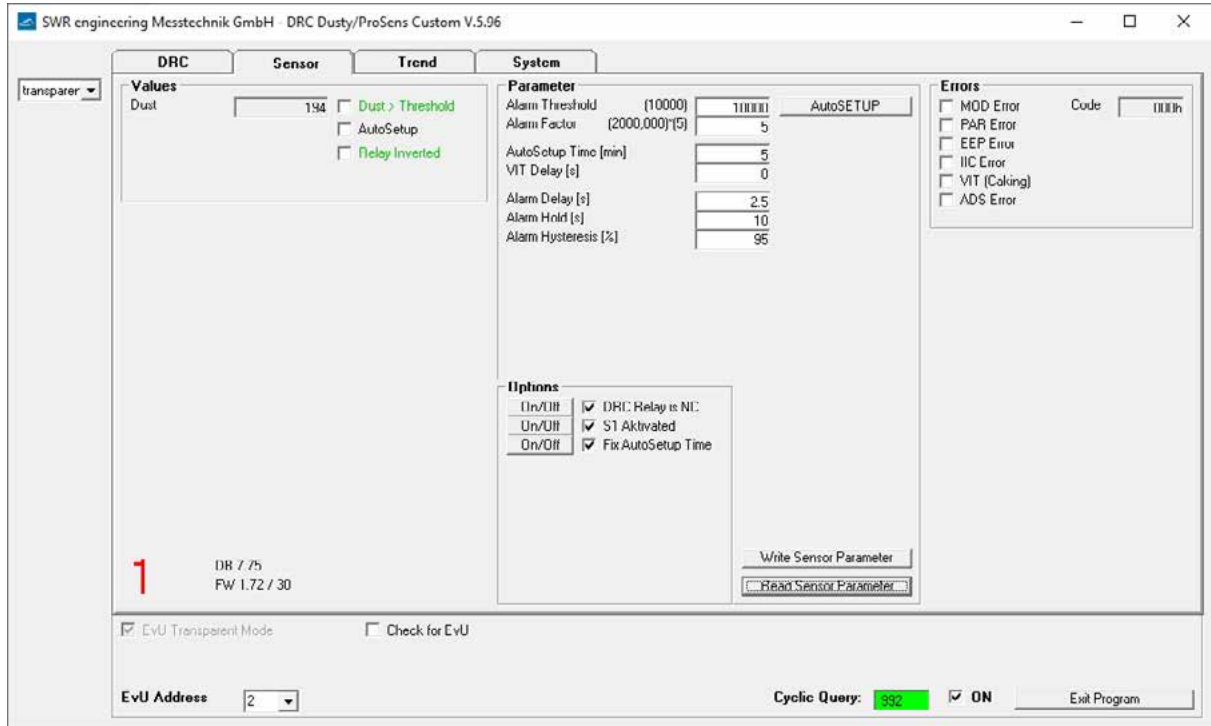 SWR engineering Messtechnik GmbH - DRC Dusty/ProSens Custom V.5.96
DRC Sensor Trend System
transparer
Values
Dust 194 Dust > Threshold
AutoSetup
Relay Inverted
Parameter
Alarm Threshold (10000) 10000 AutoSETUP
Alarm Factor (2000,000)*(5) 5
AutoSetup Time [min] 5
VIT Delay [s] 0
Alarm Delay [s] 2.5
Alarm Hold [s] 10
Alarm Hysteresis [%] 95
Errors
MOD Error Code 000h
PAR Error
EEP Error
IIC Error
VIT (Caking)
ADS Error
Options
On/Off DRC Relay is NC
On/Off S1 Aktivated
On/Off Fix AutoSetup Time
1
DB 7.75
FW 1.72 / 30
Write Sensor Parameter
Read Sensor Parameter
EvU Transparent Mode Check for EvU
EvU Address 2 Cyclic Query: 992 ON Exit Program